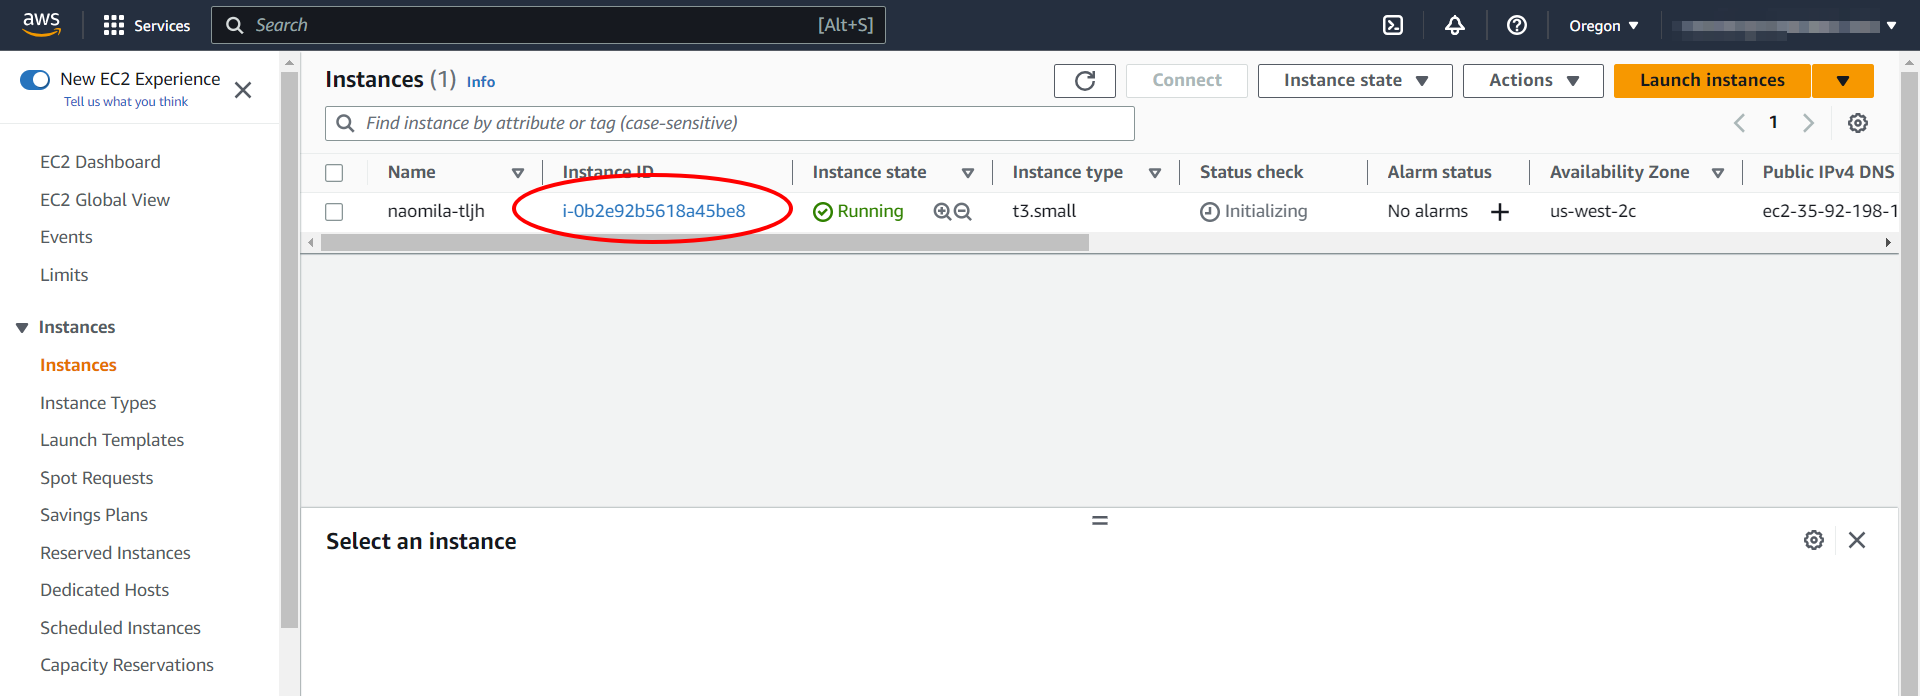 aws Services Search [Alt+S] Oregon
New EC2 Experience
Tell us what you think
EC2 Dashboard
EC2 Global View
Events
Limits
Instances
Instances
Instance Types
Launch Templates
Spot Requests
Savings Plans
Reserved Instances
Dedicated Hosts
Scheduled Instances
Capacity Reservations
Instances (1) Info Connect Instance state Actions Launch instances
Find instance by attribute or tag (case-sensitive) 1
Name Instance ID Instance state Instance type Status check Alarm status Availability Zone Public IPv4 DNS
naomila-tljh i-0b2e92b5618a45be8 Running t3.small Initializing No alarms + us-west-2c ec2-35-92-198-1
Select an instance